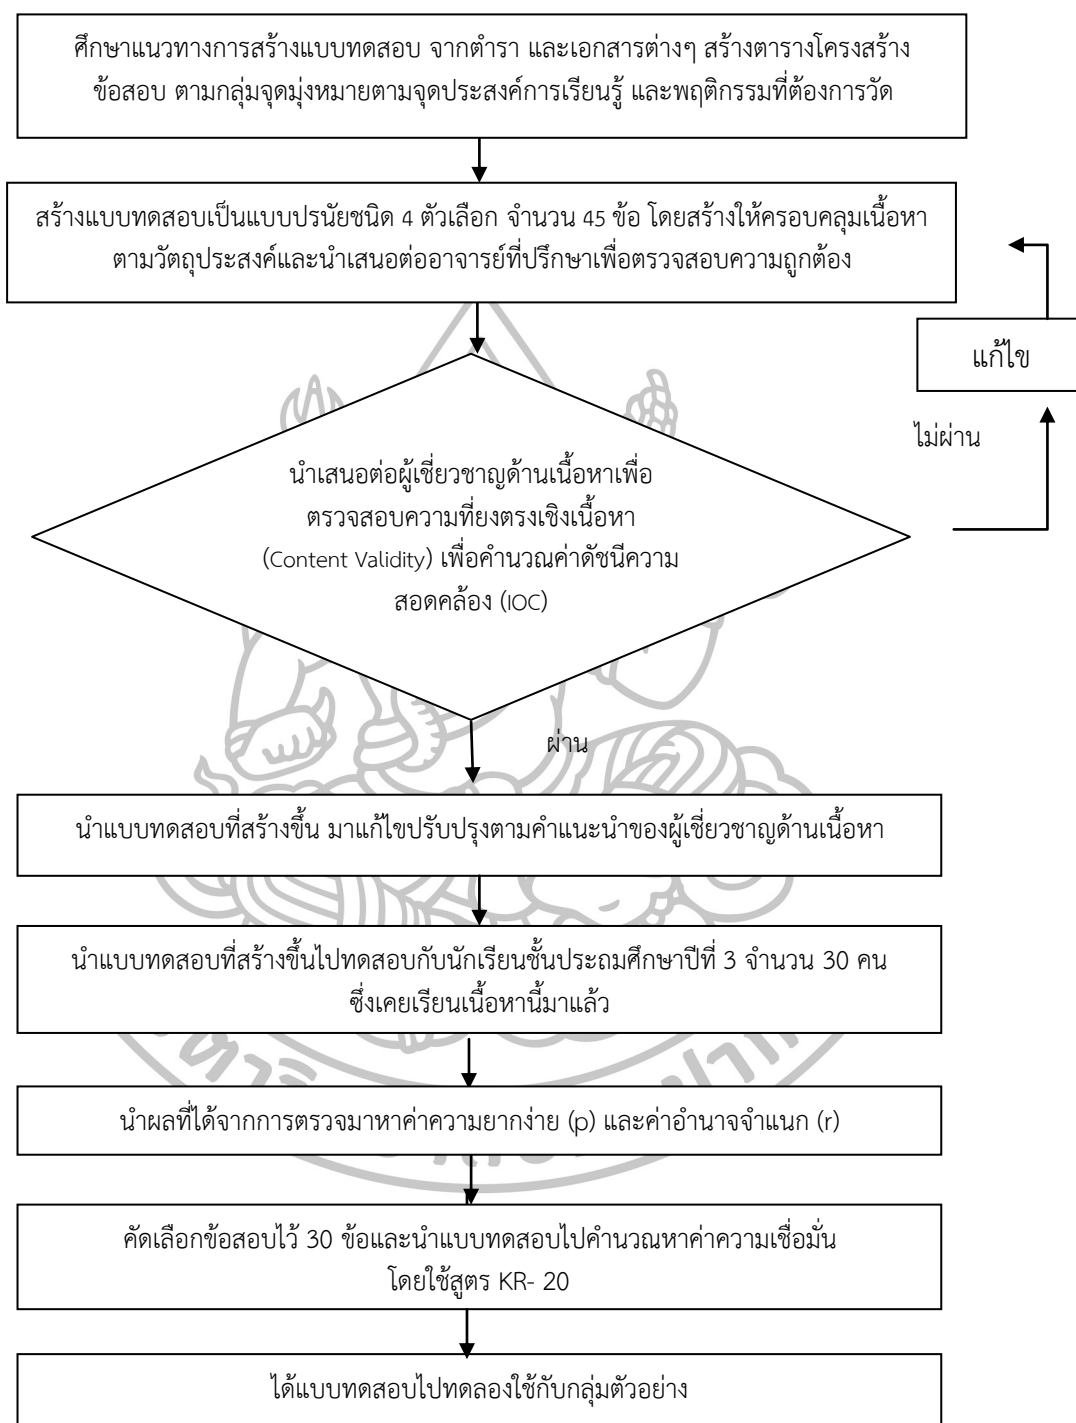 ศึกษาแนวทางการสร้างแบบทดสอบ จากตำรา และเอกสารต่างๆ สร้างตารางโครงสร้าง
ข้อสอบ ตามกลุ่มจุดมุ่งหมายตามจุดประสงค์การเรียนรู้ และพฤติกรรมที่ต้องการวัด
สร้างแบบทดสอบเป็นแบบปรนัยชนิด 4 ตัวเลือก จำนวน 45 ข้อ โดยสร้างให้ครอบคลุมเนื้อหา
ตามวัตถุประสงค์และนำเสนอต่ออาจารย์ที่ปรึกษาเพื่อตรวจสอบความถูกต้อง
แก้ไข
ไม่ผ่าน
นำเสนอต่อผู้เชี่ยวชาญด้านเนื้อหาเพื่อ
ตรวจสอบความที่ยงตรงเชิงเนื้อหา
(Content Validity) เพื่อคำนวณค่าดัชนีความ
สอดคล้อง (IOC)
ผ่าน
นำแบบทดสอบที่สร้างขึ้น มาแก้ไขปรับปรุงตามคำแนะนำของผู้เชี่ยวชาญด้านเนื้อหา
นำแบบทดสอบที่สร้างขึ้นไปทดสอบกับนักเรียนชั้นประถมศึกษาปีที่ 3 จำนวน 30 คน
ซึ่งเคยเรียนเนื้อหานี้มาแล้ว
นำผลที่ได้จากการตรวจมาหาค่าความยากง่าย (p) และค่าอำนาจจำแนก (r)
คัดเลือกข้อสอบไว้ 30 ข้อและนำแบบทดสอบไปคำนวณหาค่าความเชื่อมั่น
โดยใช้สูตร KR- 20
ได้แบบทดสอบไปทดลองใช้กับกลุ่มตัวอย่าง